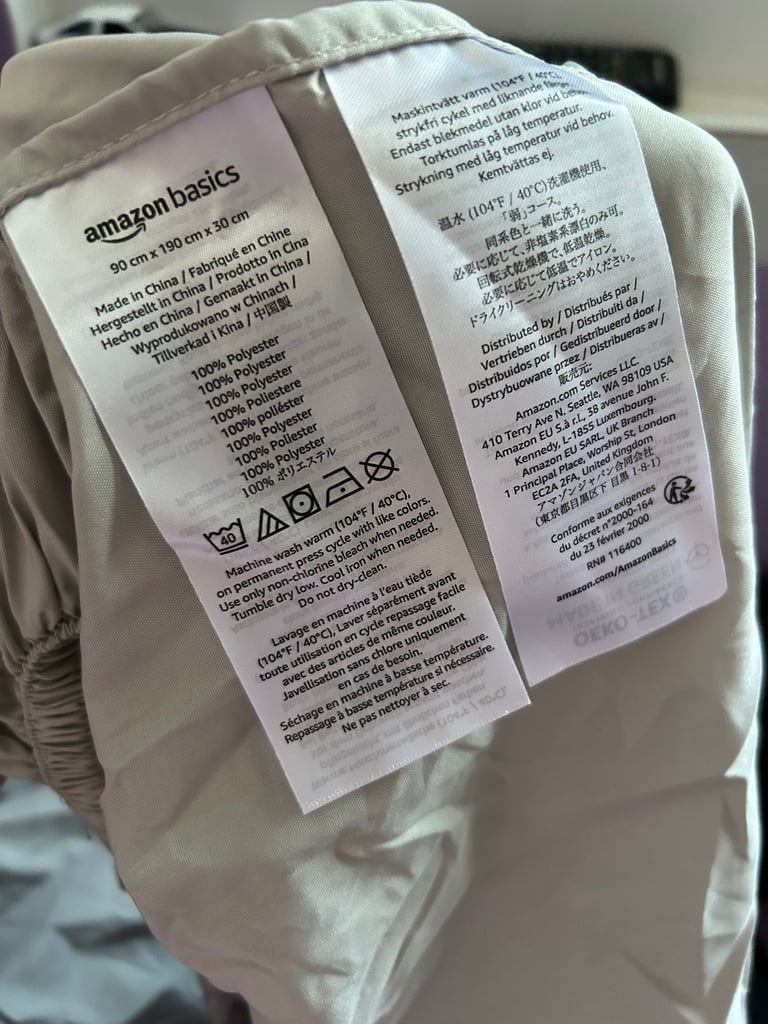 amazon basics
90 cm x 190 cm x 30 cm
Made in China / Fabriqué en Chine
Hergestellt in China / Prodotto in Cina
Hecho en China / Gemaakt in China /
Wyprodukowano w Chinach /
Tillverkad i Kina / 中国製
100% Polyester
100% Polyester
100% Polyester
100% Poliestere
100% poliéster
100% Polyester
100% Poliester
100% Polyester
100% ポリエステル
40
Machine wash warm (104°F / 40°C),
on permanent press cycle with like colors.
Use only non-chlorine bleach when needed.
Tumble dry low. Cool iron when needed.
Do not dry-clean.
Lavage en machine à l'eau tiède
(104°F / 40°C), Laver séparément avant
toute utilisation en cycle repassage facile
avec des articles de même couleur.
Javellisation sans chlore uniquement
en cas de besoin.
Séchage en machine à basse température.
Repassage à basse température si nécessaire.
Ne pas nettoyer à sec.
Maskintvätt varm (104°F / 40°C),
strykfri cykel med liknande
Endast blekmedel utan klor vid behov.
Torktumlas på låg temperatur.
Strykning med låg temperatur vid behov.
Kemtvättas ej.
温水 (104°F / 40°C)洗濯機使用、
「弱」コース。
同系色と一緒に洗う。
必要に応じて、非塩素系漂白のみ可。
回転式乾燥機で、低温乾燥。
必要に応じて低温でアイロン。
ドライクリーニングはおやめください。
Distributed by / Distribués par /
Vertrieben durch / Distribuiti da /
Distribuidos por / Gedistribueerd door /
Dystrybuowane przez / Distribueras av /
販売元:
Amazon.com Services LLC.
410 Terry Ave N. Seattle, WA 98109 USA
Amazon EU S.à r.l., 38 avenue John F.
Kennedy, L-1855 Luxembourg.
Amazon EU SARL, UK Branch
1 Principal Place, Worship St, London
EC2A 2FA, United Kingdom
アマゾンジャパン合同会社
(東京都目黒区下目黒 1-8-1)
Conforme aux exigences
du décret n°2000-164
du 23 février 2000
RN# 116400
amazon.com/AmazonBasics
MADE IN GREEN
OEKO-TEX®